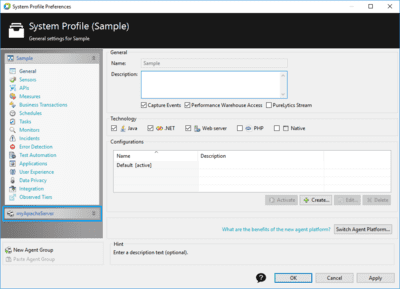 System Profile Preferences
System Profile (Sample)
General settings for Sample
Sample
General
Sensors
APIs
Measures
Business Transactions
Schedules
Tasks
Monitors
Incidents
Error Detection
Test Automation
Applications
User Experience
Data Privacy
Integration
Observed Tiers
myApacheServer
New Agent Group
Paste Agent Group
General
Name: Sample
Description:
Capture Events Performance Warehouse Access PureLytics Stream
Technology
Java .NET Web server PHP Native
Configurations
Name Description
Default [active]
Activate Create... Edit... Delete
What are the benefits of the new agent platform? Switch Agent Platform...
Hint
Enter a description text (optional).
? OK Cancel Apply